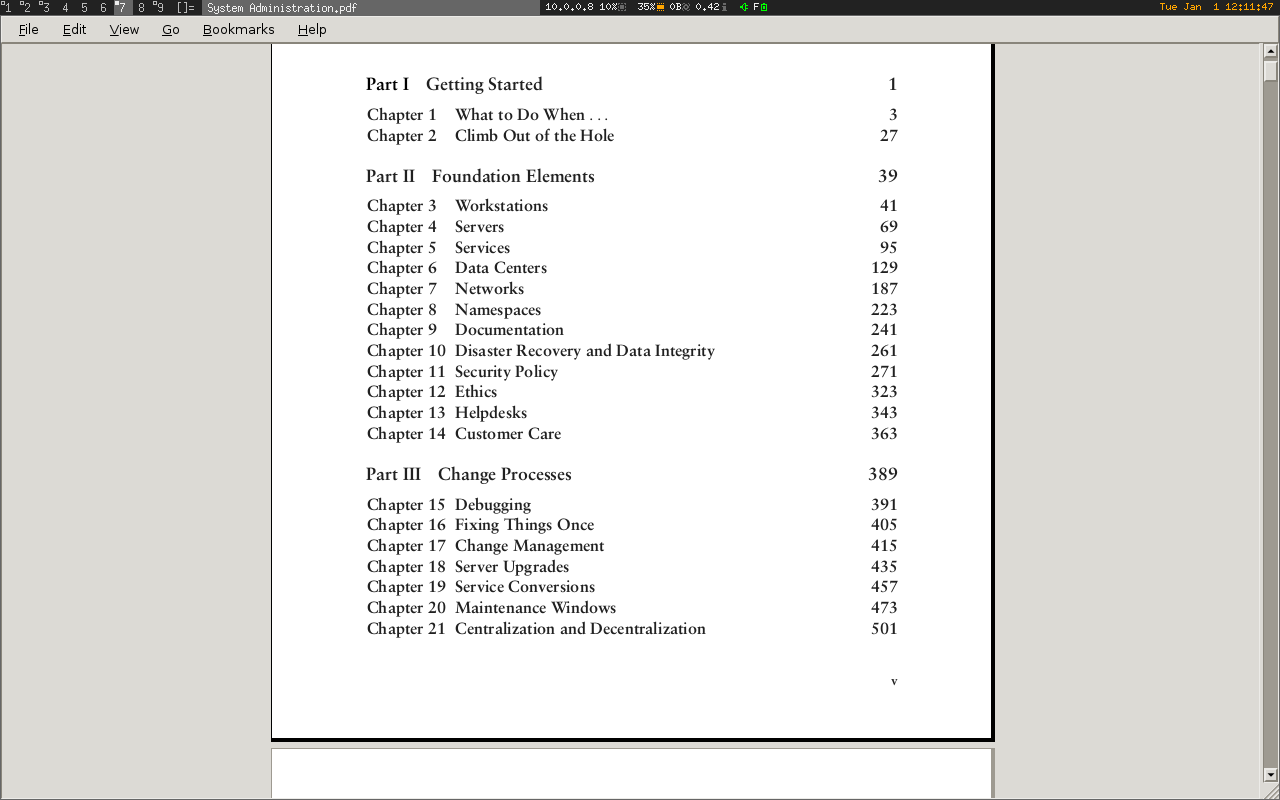 1 2 3 4 5 6 7 8 9 []= System Administration.pdf 10.0.0.8 10% 35% 0B 0.42 F Tue Jan 1 12:11:47
File Edit View Go Bookmarks Help
Part I Getting Started 1
Chapter 1 What to Do When . . . 3
Chapter 2 Climb Out of the Hole 27
Part II Foundation Elements 39
Chapter 3 Workstations 41
Chapter 4 Servers 69
Chapter 5 Services 95
Chapter 6 Data Centers 129
Chapter 7 Networks 187
Chapter 8 Namespaces 223
Chapter 9 Documentation 241
Chapter 10 Disaster Recovery and Data Integrity 261
Chapter 11 Security Policy 271
Chapter 12 Ethics 323
Chapter 13 Helpdesks 343
Chapter 14 Customer Care 363
Part III Change Processes 389
Chapter 15 Debugging 391
Chapter 16 Fixing Things Once 405
Chapter 17 Change Management 415
Chapter 18 Server Upgrades 435
Chapter 19 Service Conversions 457
Chapter 20 Maintenance Windows 473
Chapter 21 Centralization and Decentralization 501
v